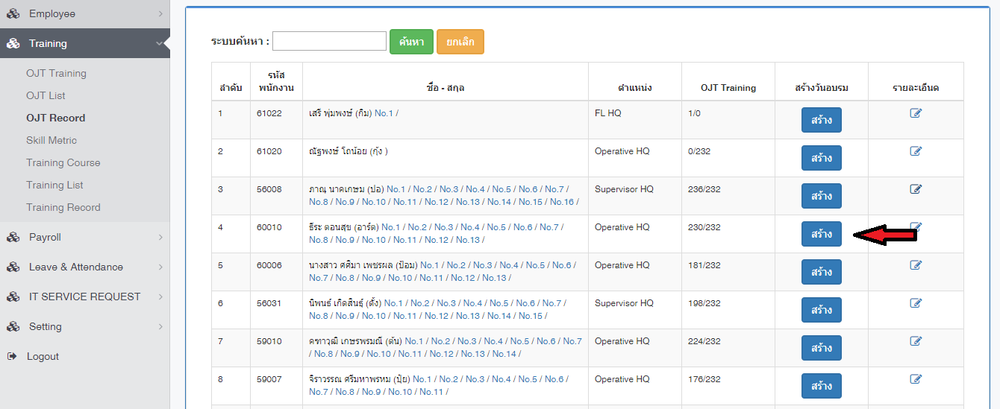 Employee
Training
OJT Training
OJT List
OJT Record
Skill Metric
Training Course
Training List
Training Record
Payroll
Leave & Attendance
IT SERVICE REQUEST
Setting
Logout
ระบบค้นหา : ค้นหา ยกเลิก
ลำดับ รหัส พนักงาน ชื่อ - สกุล ตำแหน่ง OJT Training สร้างวันอบรม รายละเอียด
1 61022 เสรี พุ่มพงษ์ (กิม) No.1 / FL HQ 1/0 สร้าง
2 61020 ณัฐพงษ์ โถน้อย (กุ้ง ) Operative HQ 0/232 สร้าง
3 56008 ภาณุ นาคเกษม (ปอ) No.1 / No.2 / No.3 / No.4 / No.5 / No.6 / No.7 / Supervisor HQ 236/232 สร้าง
No.8 / No.9 / No.10 / No.11 / No.12 / No.13 / No.14 / No.15 / No.16 /
4 60010 ธีระ ตอนสุข (อาร์ต) No.1 / No.2 / No.3 / No.4 / No.5 / No.6 / No.7 / Operative HQ 230/232 สร้าง
No.8 / No.9 / No.10 / No.11 / No.12 / No.13 /
5 60006 นางสาว ศศิมา เพชรผล (ป้อม) No.1 / No.2 / No.3 / No.4 / No.5 / No.6 / Operative HQ 181/232 สร้าง
No.7 / No.8 / No.9 / No.10 / No.11 / No.12 / No.13 /
6 56031 นิพนธ์ เกิดสินธุ์ (ตั้ง) No.1 / No.2 / No.3 / No.4 / No.5 / No.6 / No.7 / Supervisor HQ 198/232 สร้าง
No.8 / No.9 / No.10 / No.11 / No.12 / No.13 / No.14 / No.15 /
7 59010 คฑาวุฒิ เกษรพรมณี (ต้น) No.1 / No.2 / No.3 / No.4 / No.5 / No.6 / No.7 Operative HQ 224/232 สร้าง
/ No.8 / No.9 / No.10 / No.11 / No.12 / No.13 / No.14 /
8 59007 จิราวรรณ ศรีมหาพรหม (ปุ้ย) No.1 / No.2 / No.3 / No.4 / No.5 / No.6 / Operative HQ 176/232 สร้าง
No.7 / No.8 / No.9 / No.10 / No.11 /